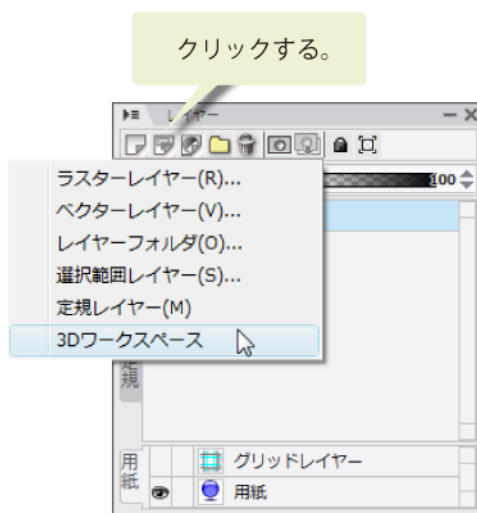 クリックする。
レイヤー
100
ラスターレイヤー(R)...
ベクターレイヤー(V)...
レイヤーフォルダ(O)...
選択範囲レイヤー(S)...
定規レイヤー(M)
3Dワークスペース
定規
グリッドレイヤー
用紙
用紙